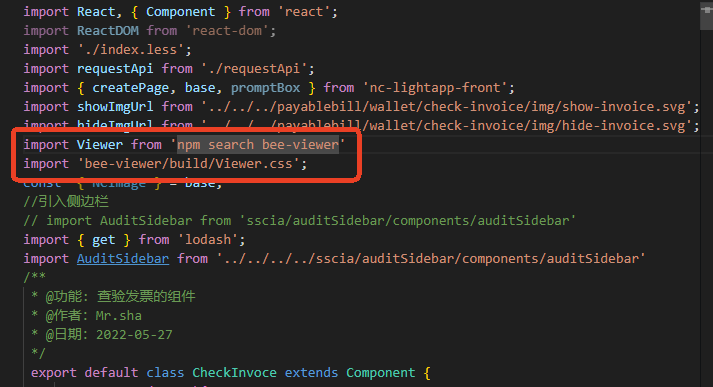 import React, { Component } from 'react';
import ReactDOM from 'react-dom';
import './index.less';
import requestApi from './requestApi';
import { createPage, base, promptBox } from 'nc-lightapp-front';
import showImgUrl from '../../../payablebill/wallet/check-invoice/img/show-invoice.svg';
import hideImgUrl from '../../../payablebill/wallet/check-invoice/img/hide-invoice.svg';
import Viewer from 'npm search bee-viewer'
import 'bee-viewer/build/Viewer.css';
const { NCImage } = base;
//引入侧边栏
// import AuditSidebar from 'sscia/auditSidebar/components/auditSidebar'
import { get } from 'lodash';
import AuditSidebar from '../../../../sscia/auditSidebar/components/auditSidebar'
/**
* @功能: 查验发票的组件
* @作者: Mr.sha
* @日期: 2022-05-27
*/
export default class CheckInvoce extends Component {